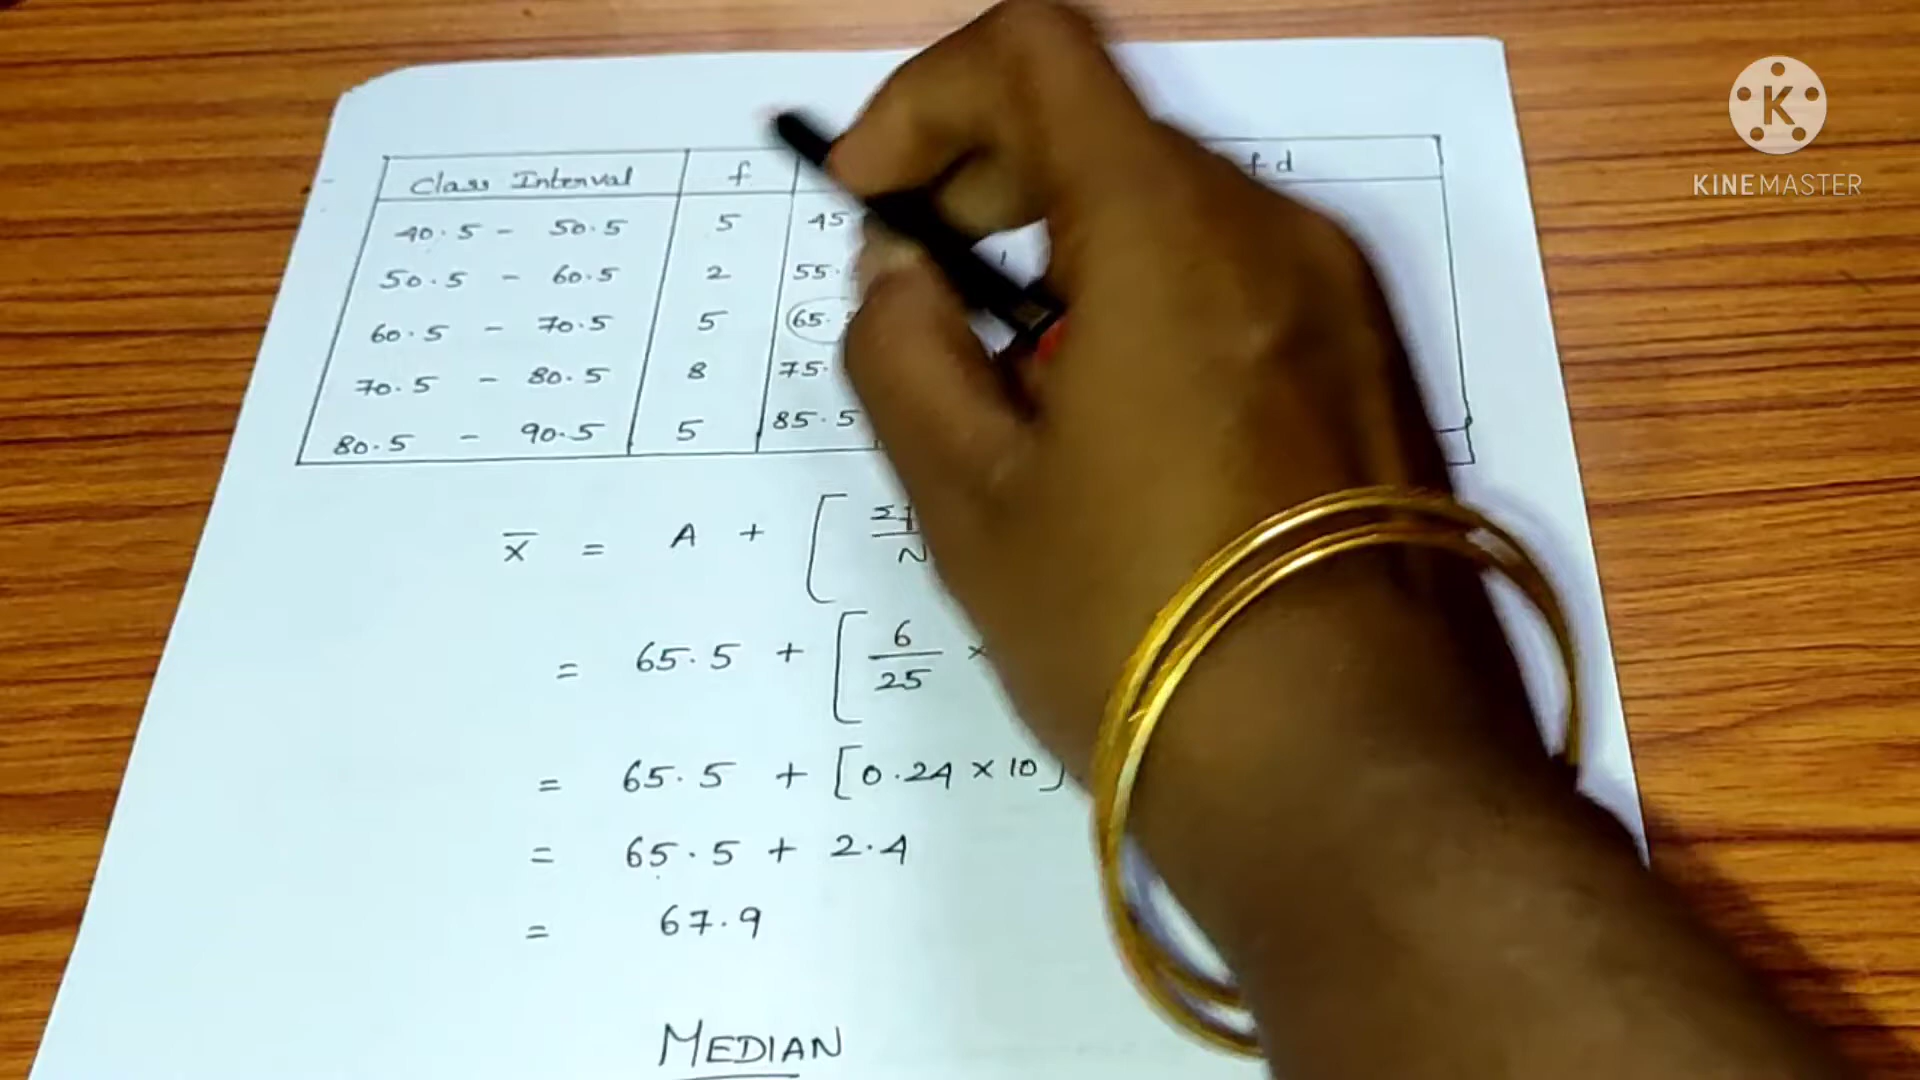 K
KINEMASTER
Class Interval f fd
40.5 - 50.5 5 45
50.5 - 60.5 2 55.
60.5 - 70.5 5 65.
70.5 - 80.5 8 75.
80.5 - 90.5 5 85.5
x̄ = A + [ Σf / N
= 65.5 + [ 6/25 ×
= 65.5 + [0.24 × 10]
= 65.5 + 2.4
= 67.9
MEDIAN